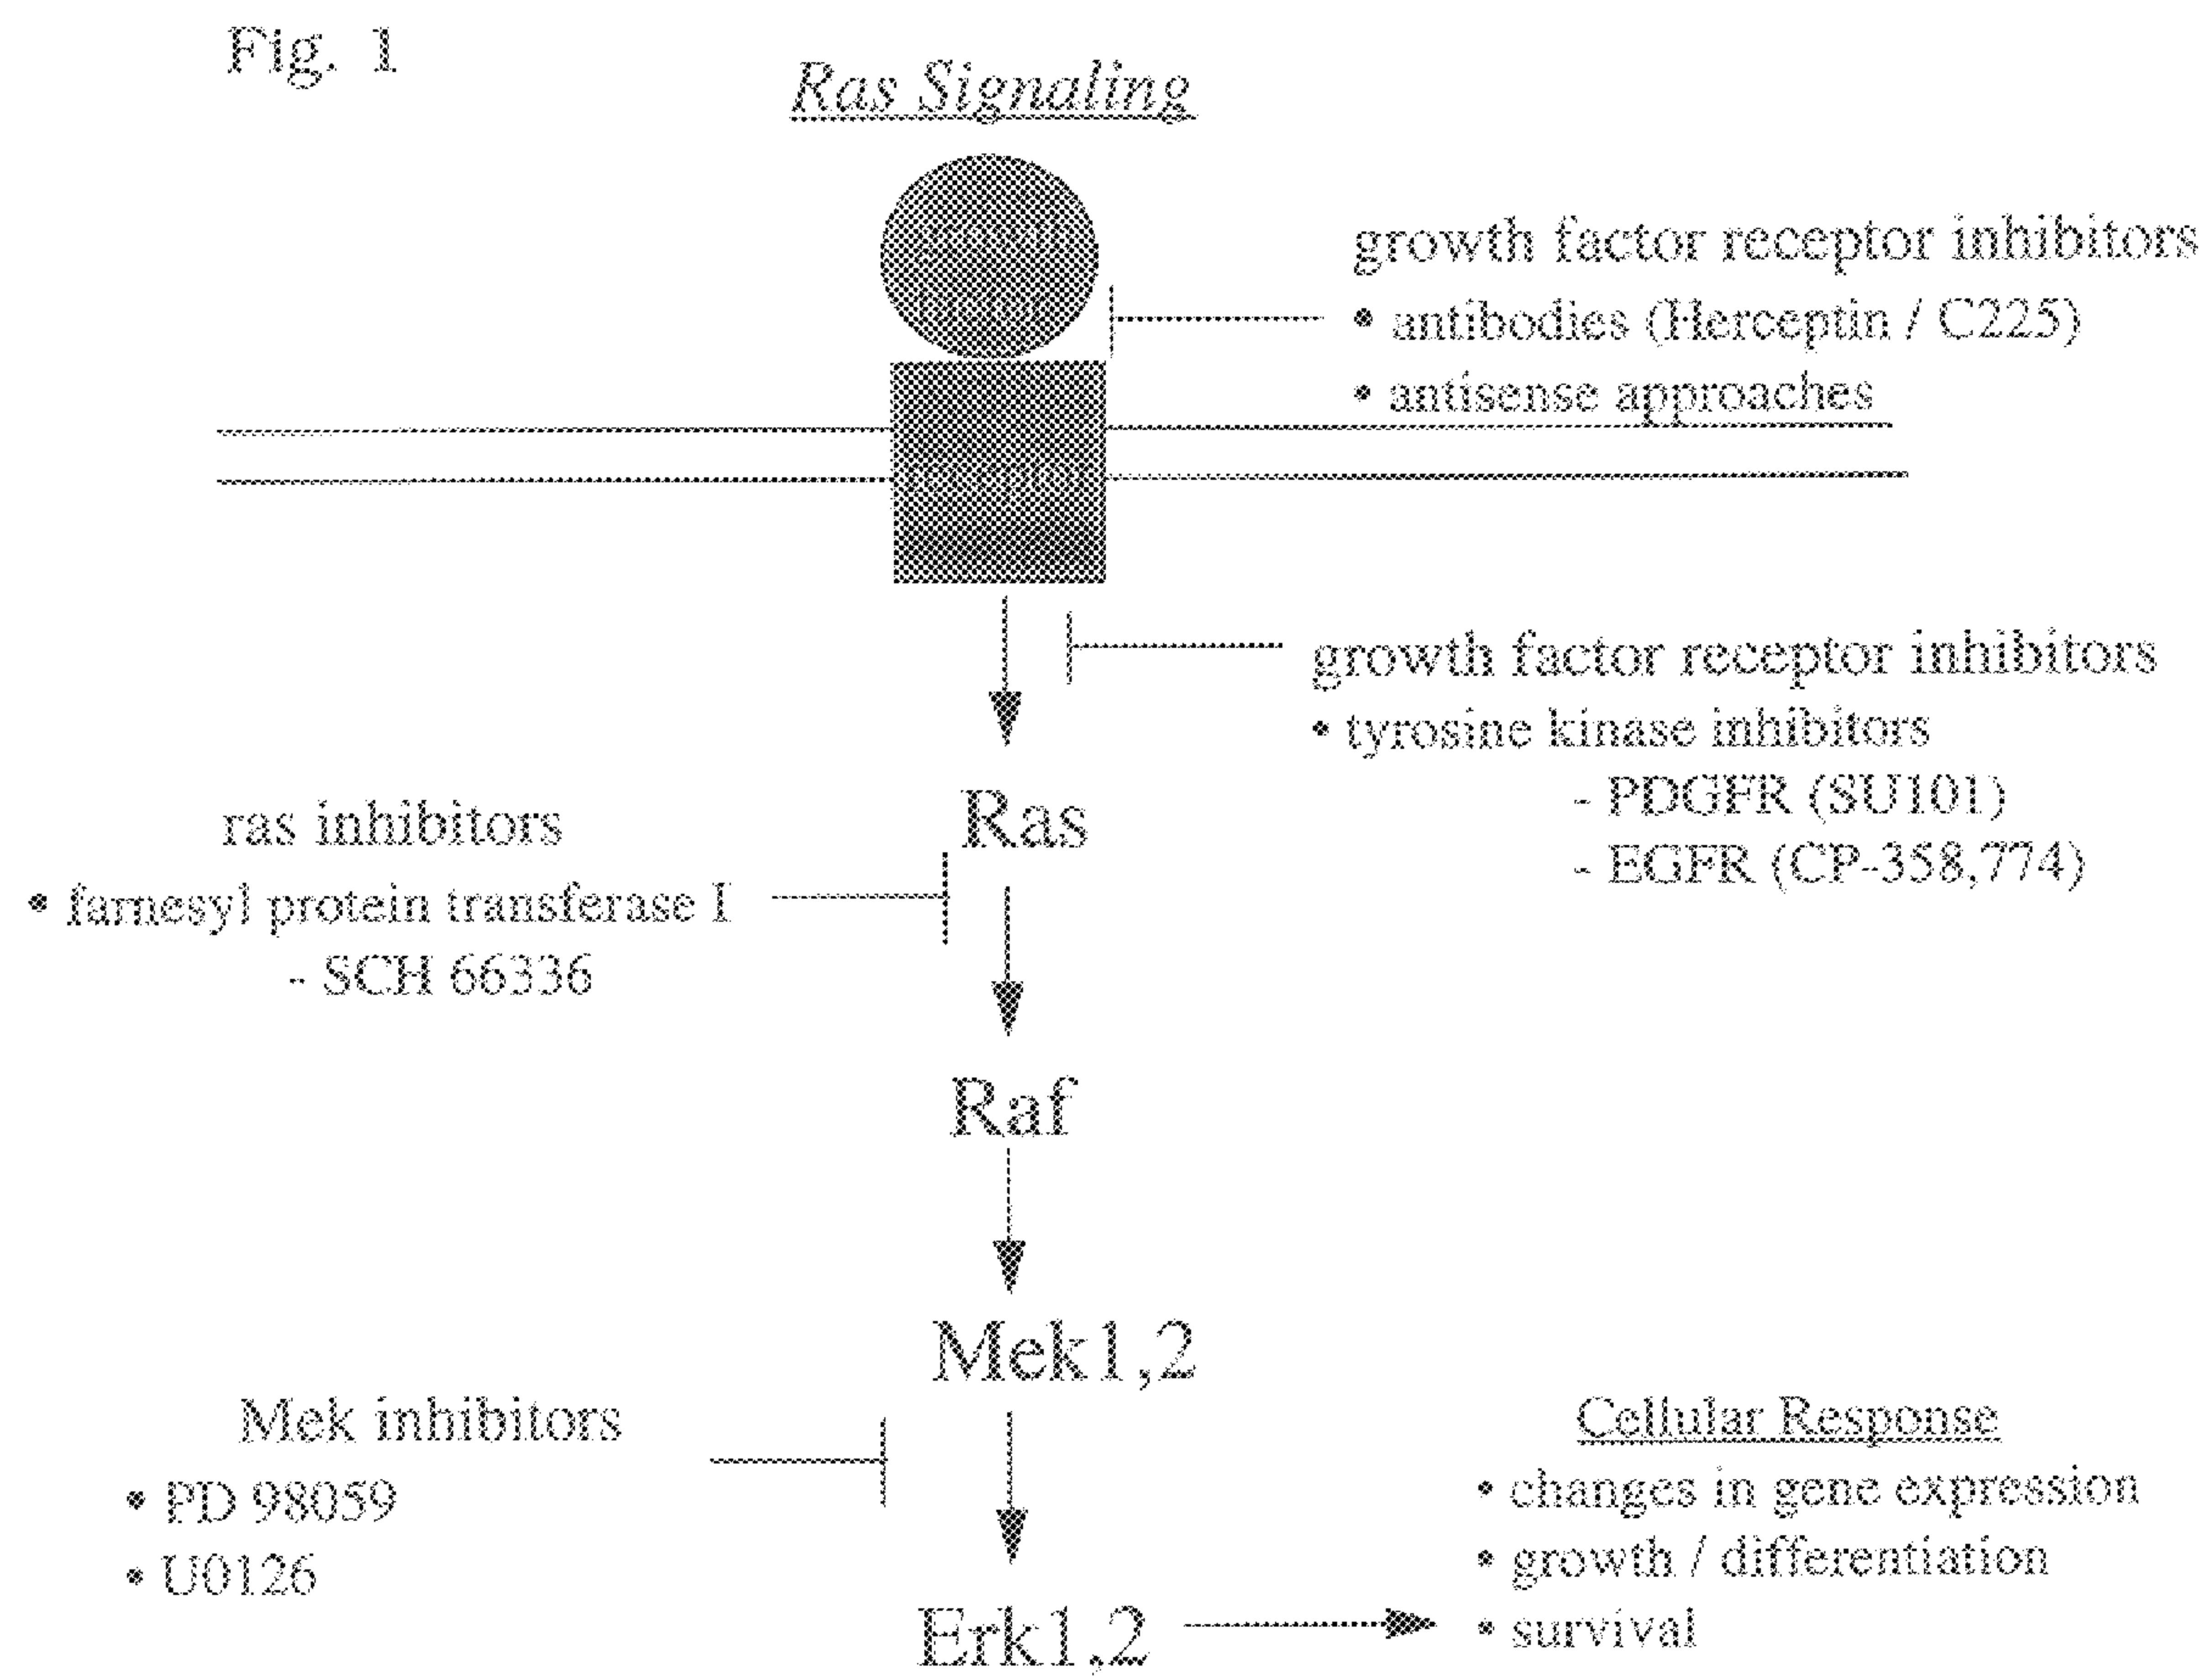 Fig. 1
Ras Signaling
growth factor receptor inhibitors
• antibodies (Herceptin / C225)
• antisense approaches
growth factor receptor inhibitors
• tyrosine kinase inhibitors
- PDGFR (SU101)
- EGFR (CP-358,774)
Ras
ras inhibitors
• farnesyl protein transferase I
- SCH 66336
Raf
Mek1,2
Mek inhibitors
• PD 98059
• U0126
Cellular Response
• changes in gene expression
• growth / differentiation
• survival
Erk1,2